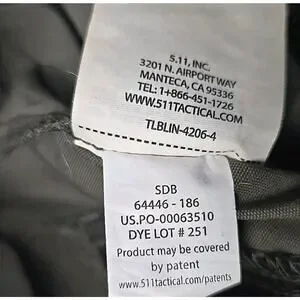 5.11, INC.
3201 N. AIRPORT WAY
MANTECA, CA 95336
TEL: 1+866-451-1726
WWW.511TACTICAL.COM
TLBLIN-4206-4
SDB
64446 - 186
US.PO-00063510
DYE LOT # 251
Product may be covered
by patent
www.511tactical.com/patents